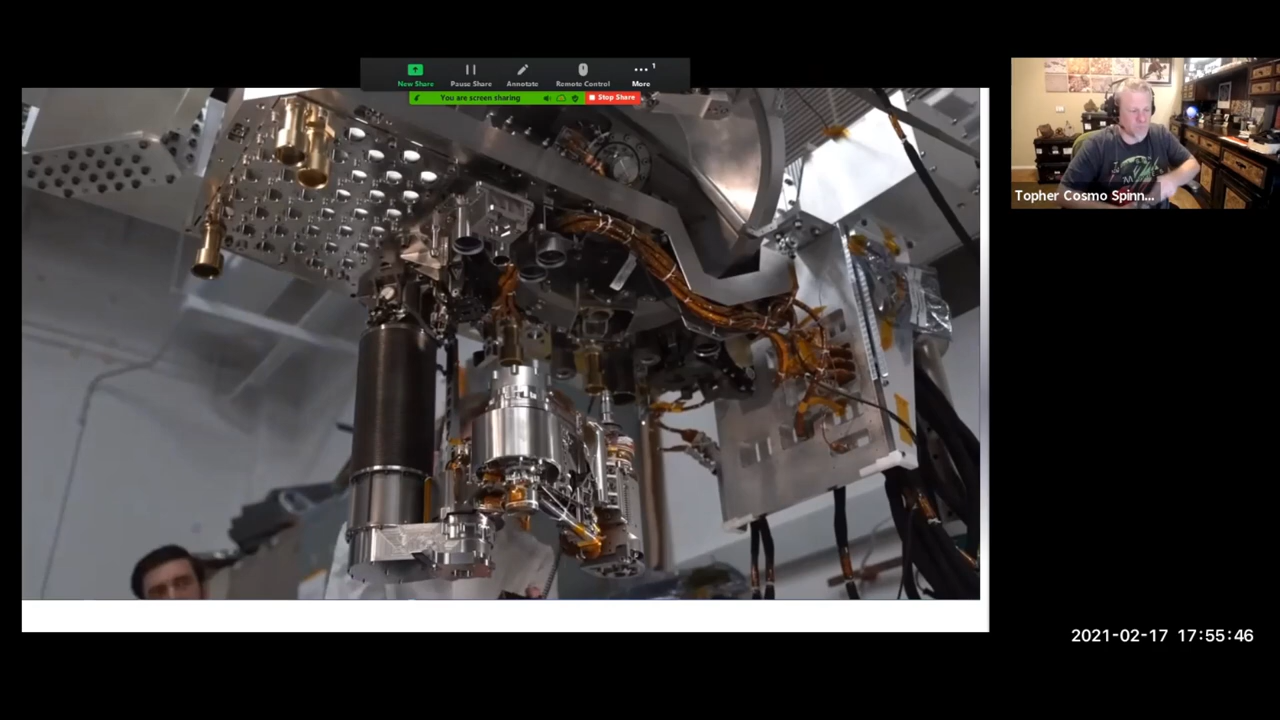 New Share Pause Share Annotate Remote Control More 1
You are screen sharing Stop Share
Topher Cosmo Spinn...
2021-02-17 17:55:46